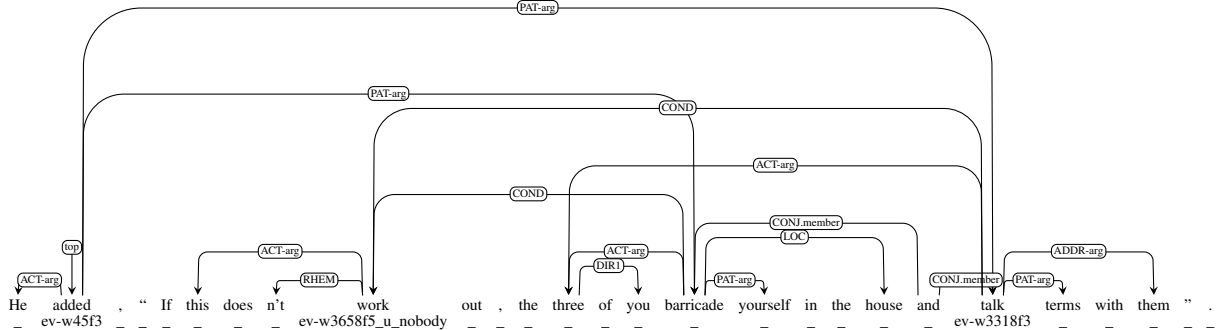 PAT-arg
PAT-arg
COND
ACT-arg
COND
CONJ.member
LOC
top
ACT-arg
ACT-arg
ADDR-arg
DIR1
ACT-arg
RHEM
PAT-arg
CONJ.member
PAT-arg
He added , “ If this does n’t work out , the three of you barricade yourself in the house and talk terms with them ” .
_ ev-w45f3 _ _ _ _ _ _ ev-w3658f5_u_nobody _ _ _ _ _ _ _ _ _ _ _ _ ev-w3318f3 _ _ _ _ _